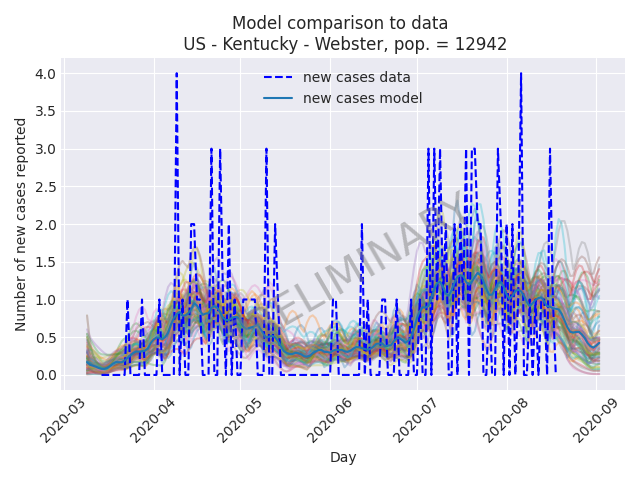 Model comparison to data
US - Kentucky - Webster, pop. = 12942
new cases data
new cases model
Number of new cases reported
4.0
3.5
3.0
2.5
2.0
1.5
1.0
0.5
0.0
PRELIMINARY
2020-03
2020-04
2020-05
2020-06
2020-07
2020-08
2020-09
Day